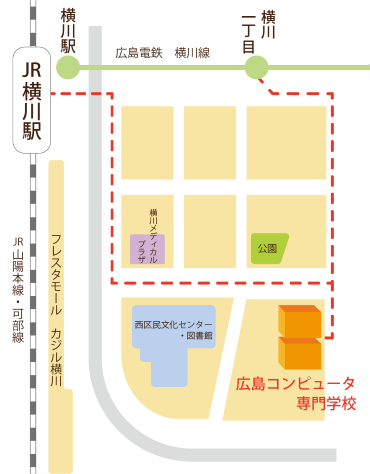 横川駅
横川
一丁目
広島電鉄　横川線
JR
横川駅
横川メディカル
プラザ
公園
JR山陽本線・可部線
フレスタモール　カジル横川
西区民文化センター
・図書館
広島コンピュータ
専門学校